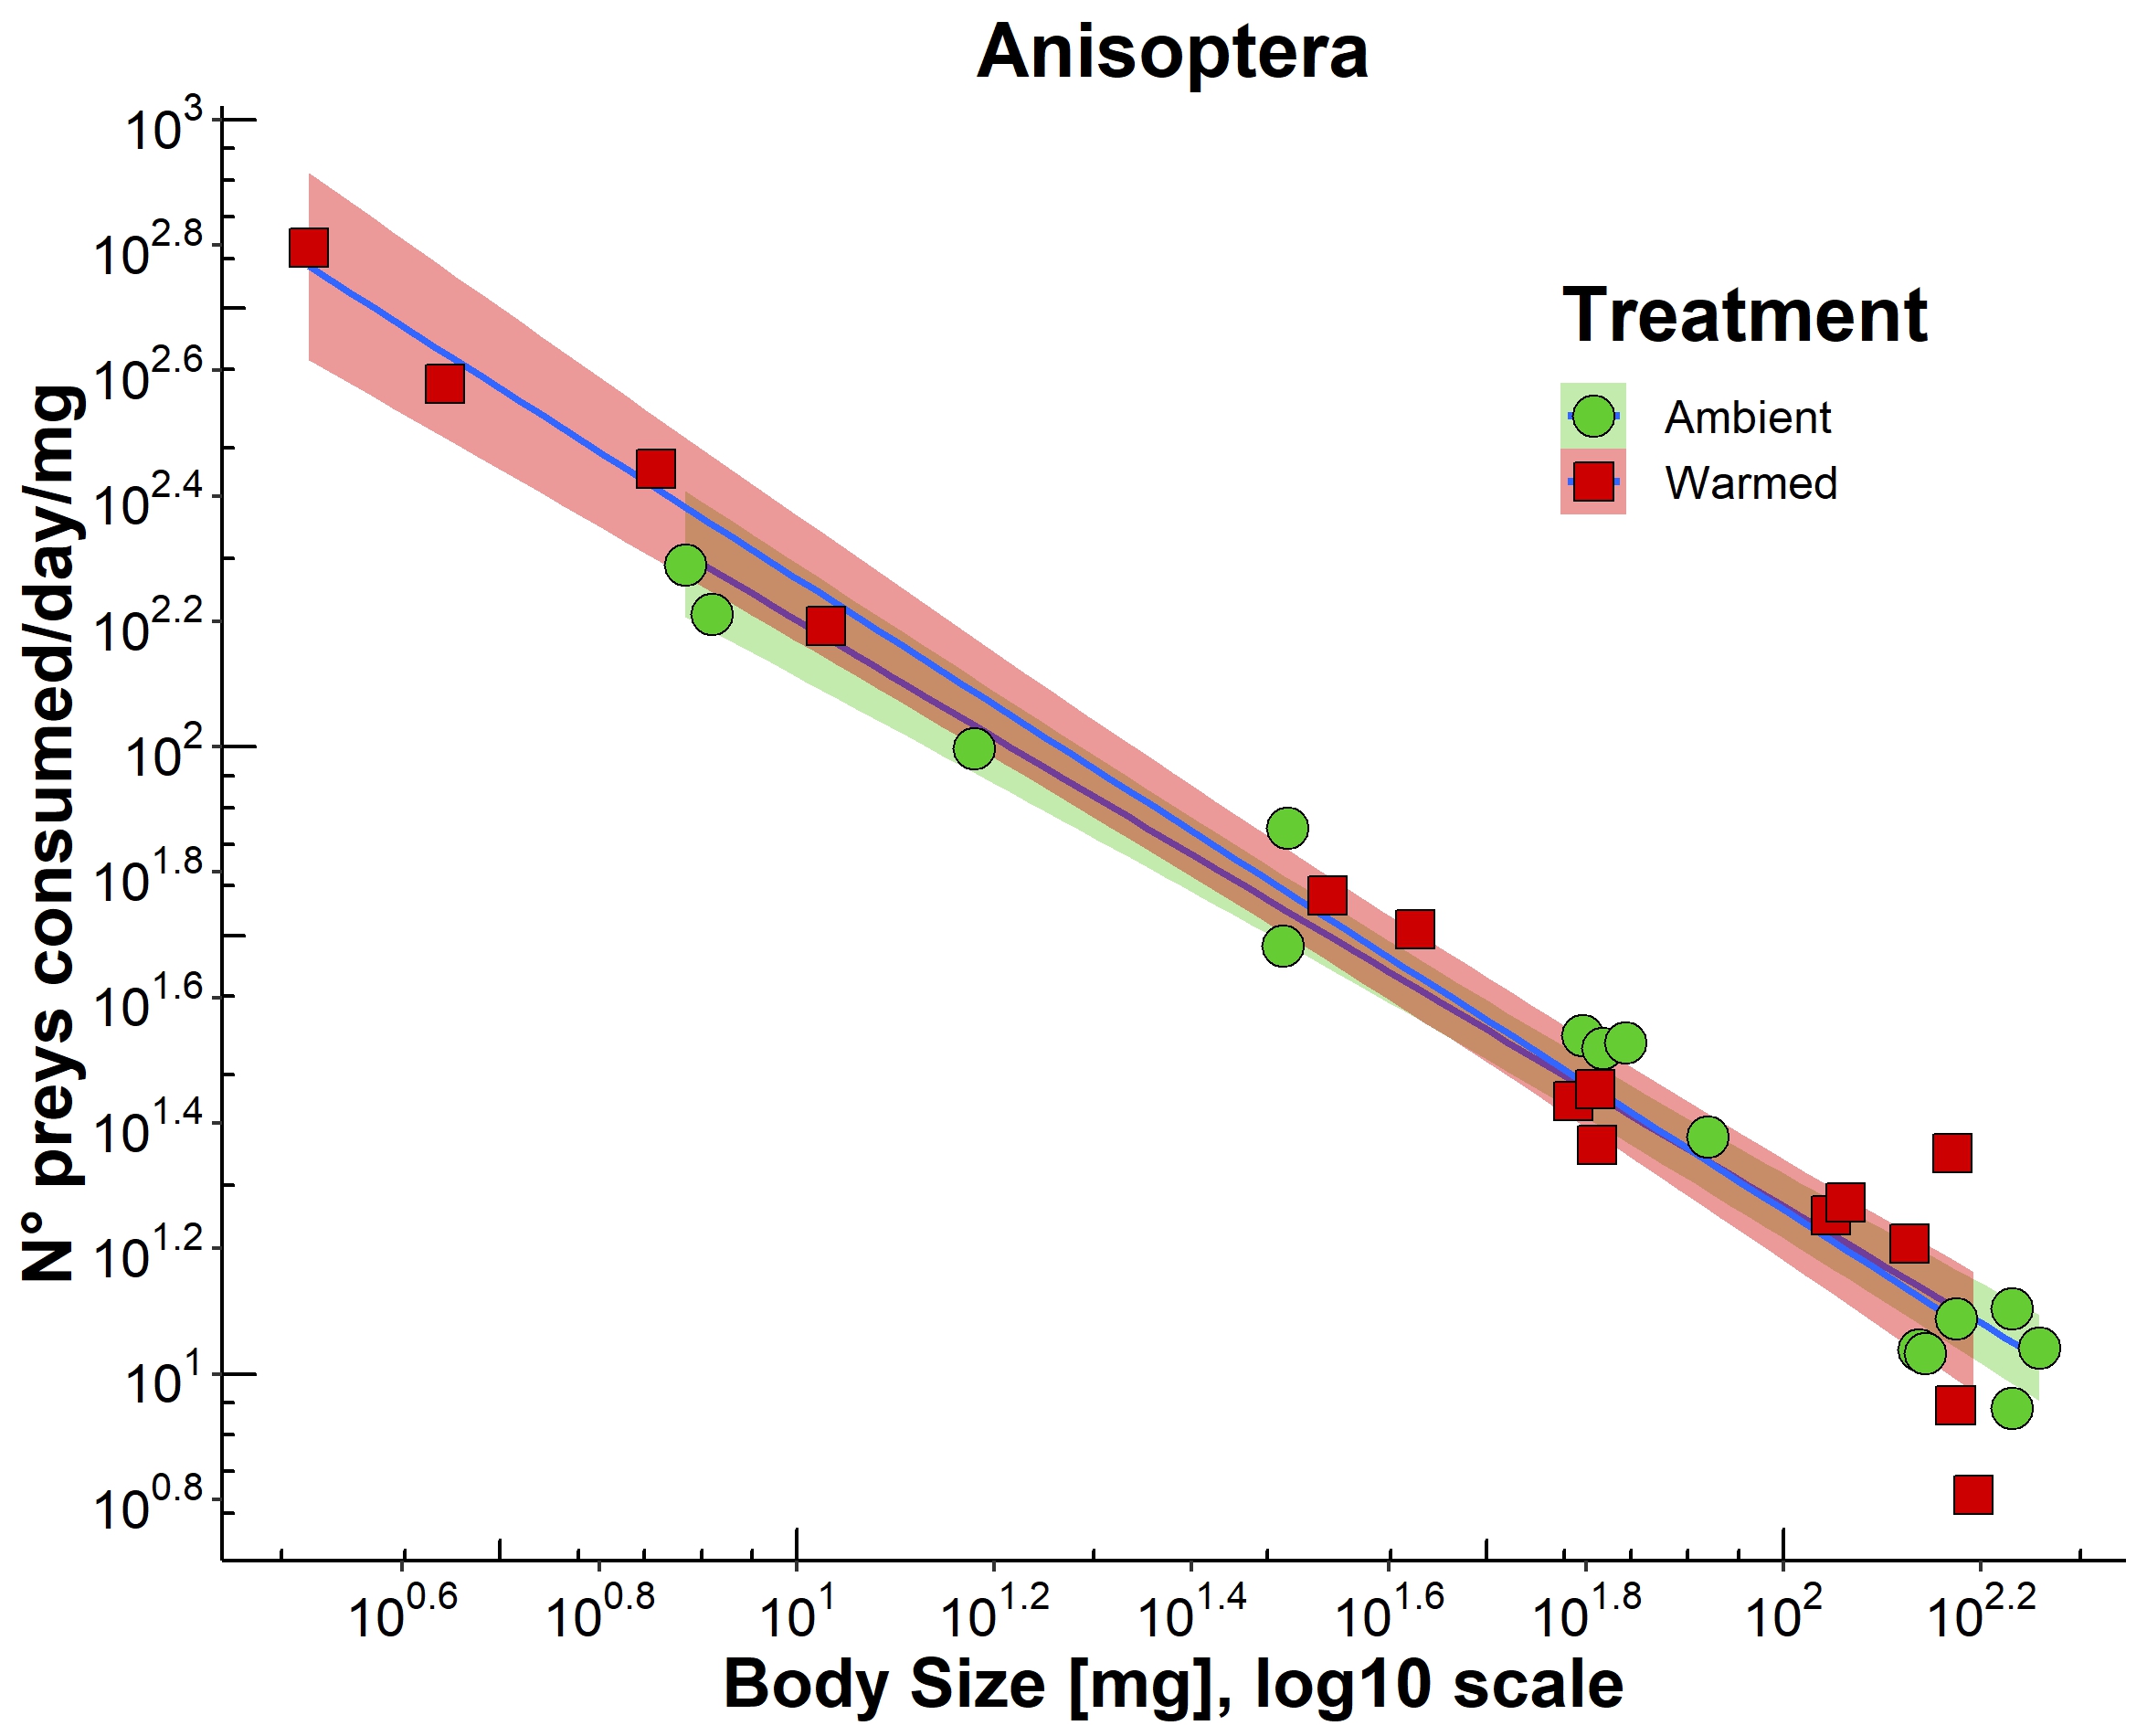 Anisoptera
N° preys consumed/day/mg
10^3
10^2.8
10^2.6
10^2.4
10^2.2
10^2
10^1.8
10^1.6
10^1.4
10^1.2
10^1
10^0.8
Treatment
Ambient
Warmed
10^0.6 10^0.8 10^1 10^1.2 10^1.4 10^1.6 10^1.8 10^2 10^2.2
Body Size [mg], log10 scale